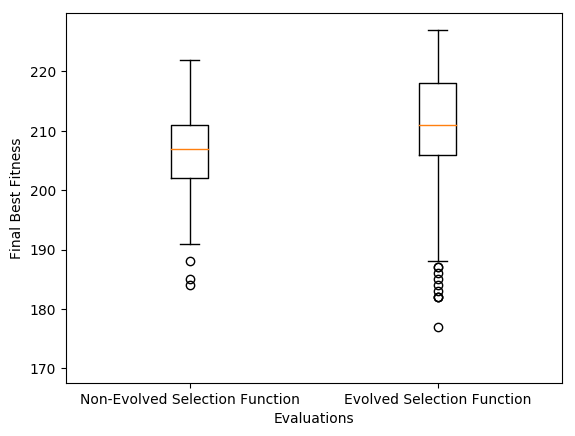 Final Best Fitness
220
210
200
190
180
170
Non-Evolved Selection Function
Evolved Selection Function
Evaluations